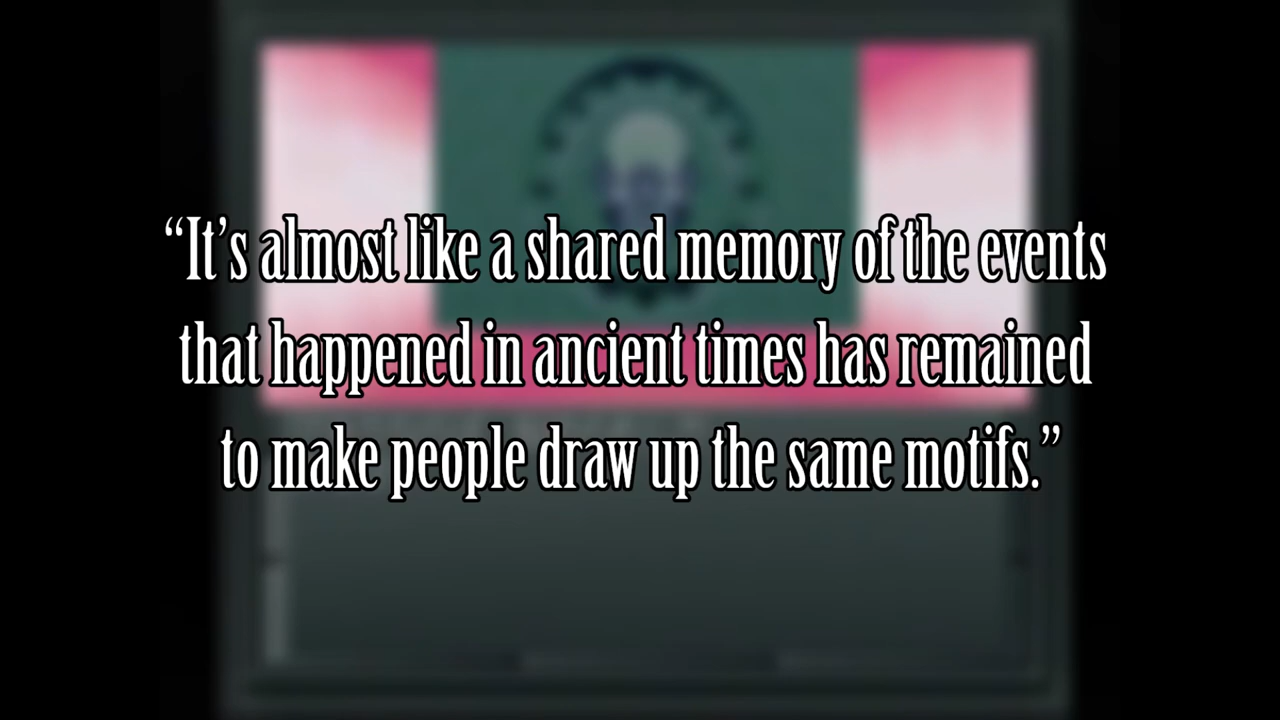 “It’s almost like a shared memory of the events
that happened in ancient times has remained
to make people draw up the same motifs.”